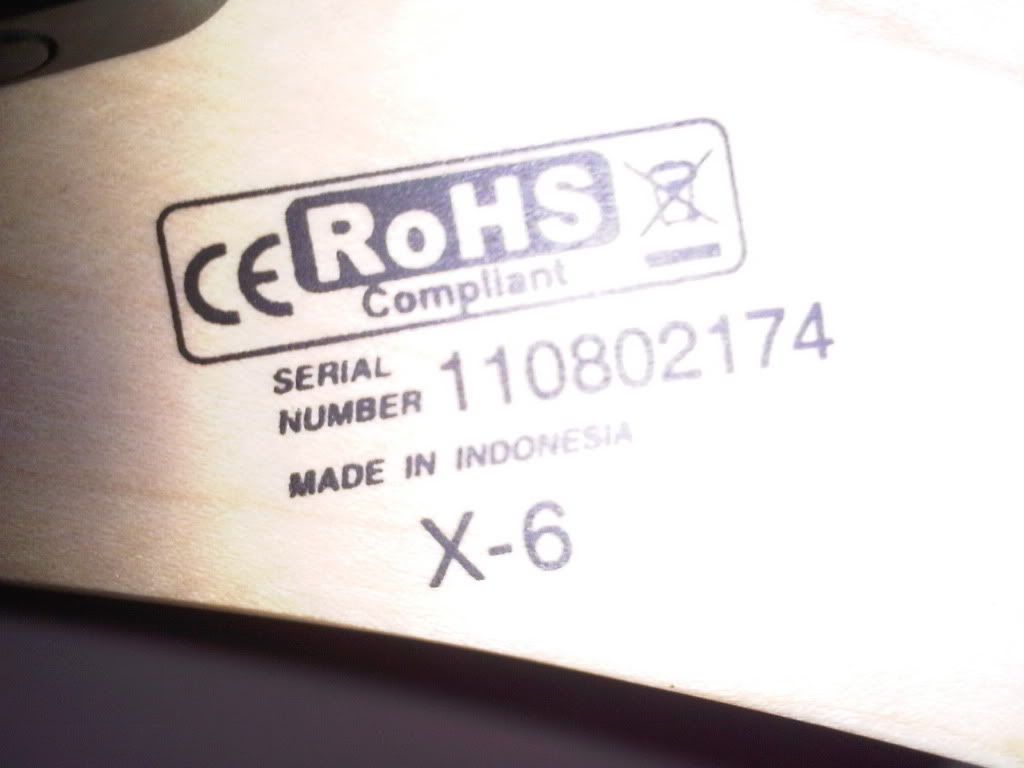 CE RoHS
Compliant
SERIAL
NUMBER 110802174
MADE IN INDONESIA
X-6